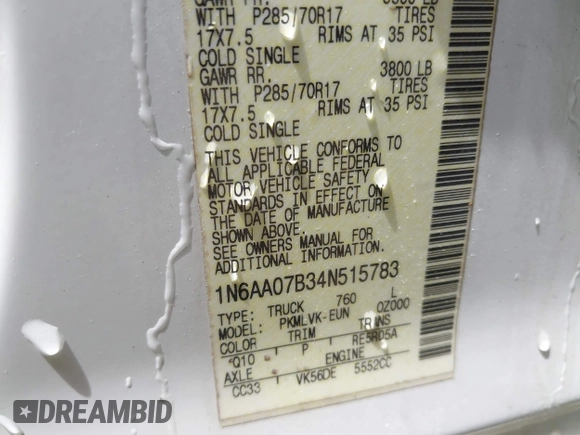 WITH P285/70R17 TIRES
17X7.5 RIMS AT 35 PSI
COLD SINGLE
GAWR RR. 3800 LB
WITH P285/70R17 TIRES
17X7.5 RIMS AT 35 PSI
COLD SINGLE
THIS VEHICLE CONFORMS TO
ALL APPLICABLE FEDERAL
MOTOR VEHICLE SAFETY
STANDARDS IN EFFECT ON
THE DATE OF MANUFACTURE
SHOWN ABOVE.
SEE OWNERS MANUAL FOR
ADDITIONAL INFORMATION.
1N6AA07B34N515783
TYPE: TRUCK 760 L
MODEL: PKMLVK-EUN OZ000
COLOR TRIM TRANS
Q10 P RE5R05A
AXLE ENGINE
CC33 VK56DE 5552CC
DREAMBID